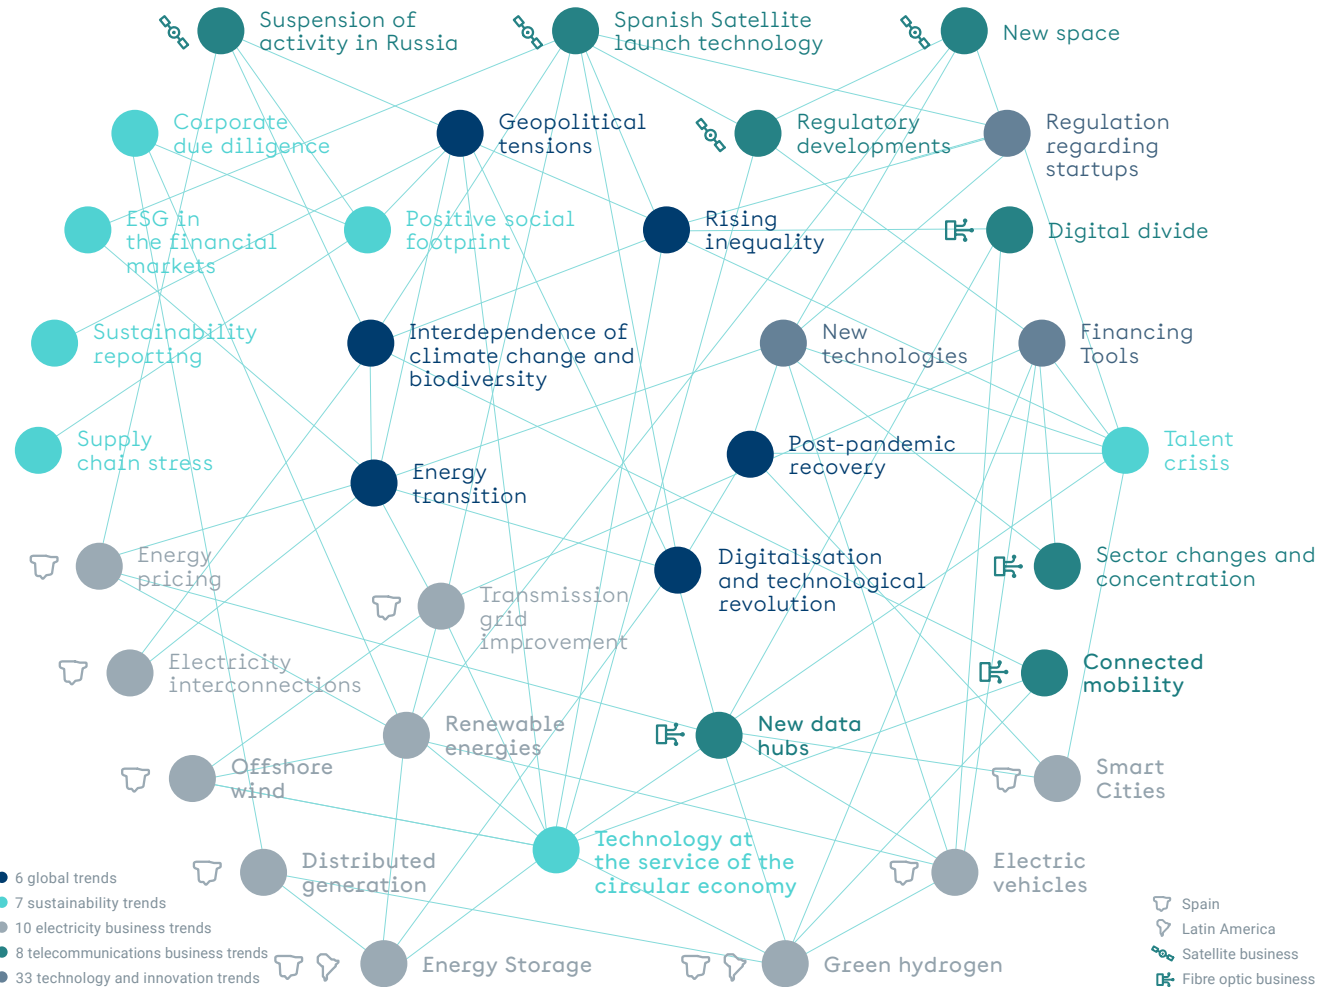 Suspension of
activity in Russia
Spanish Satellite
launch technology
New space
Corporate
due diligence
Geopolitical
tensions
Regulatory
developments
Regulation
regarding
startups
ESG in
the financial
markets
Positive social
footprint
Rising
inequality
Digital divide
Sustainability
reporting
Interdependence of
climate change and
biodiversity
New
technologies
Financing
Tools
Supply
chain stress
Energy
transition
Post-pandemic
recovery
Talent
crisis
Energy
pricing
Transmission
grid
improvement
Digitalisation
and technological
revolution
Sector changes and
concentration
Electricity
interconnections
Connected
mobility
Renewable
energies
New data
hubs
Offshore
wind
Smart
Cities
Distributed
generation
Technology at
the service of the
circular economy
Electric
vehicles
Energy Storage
Green hydrogen
6 global trends
7 sustainability trends
10 electricity business trends
8 telecommunications business trends
33 technology and innovation trends
Spain
Latin America
Satellite business
Fibre optic business